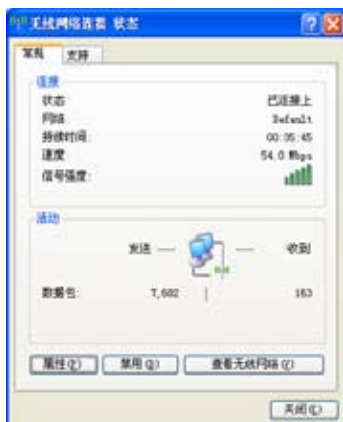 无线网络连接 状态
常规 支持
连接
状态 已连接上
网络 Default
持续时间: 00:05:45
速度 54.0 Mbps
信号强度:
活动
发送 — — 收到
数据包: 7,602 | 163
属性(P) 禁用(D) 查看无线网络(V)
关闭(C)